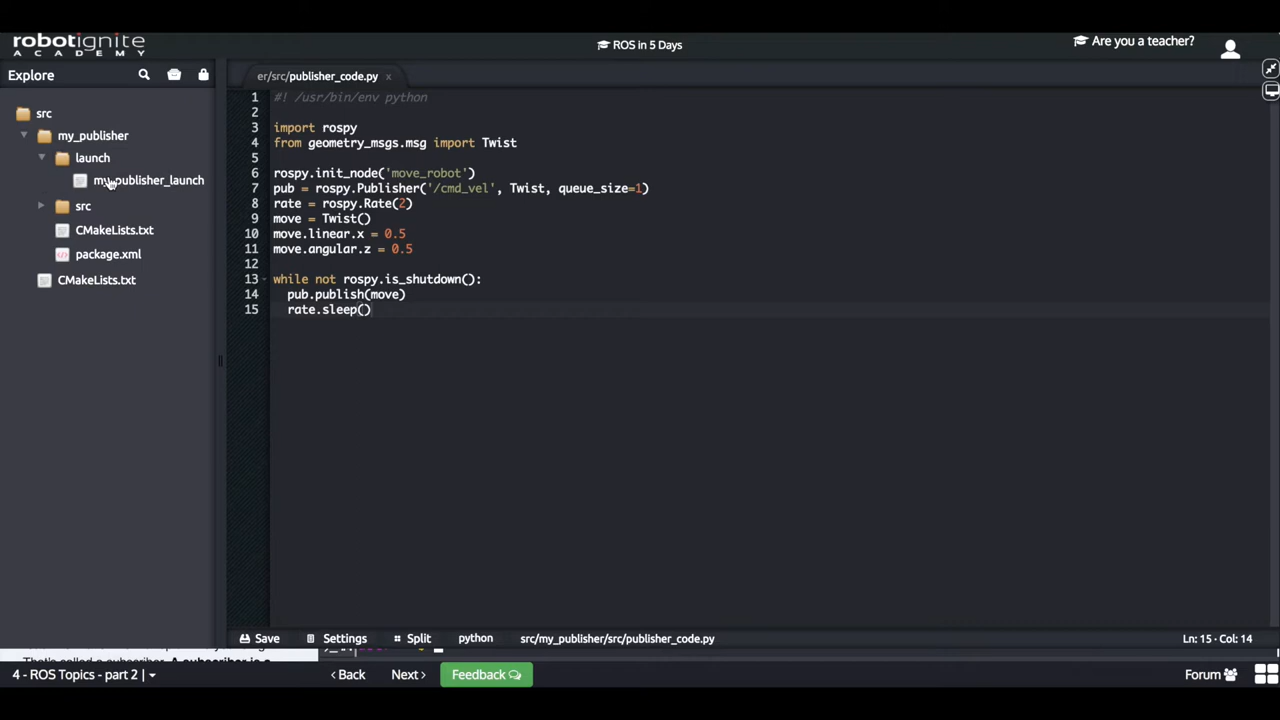 robotignite
ACADEMY
ROS in 5 Days
Are you a teacher?
Explore
er/src/publisher_code.py
src
my_publisher
launch
my_publisher_launch
src
CMakeLists.txt
package.xml
CMakeLists.txt
1 #! /usr/bin/env python
2
3 import rospy
4 from geometry_msgs.msg import Twist
5
6 rospy.init_node('move_robot')
7 pub = rospy.Publisher('/cmd_vel', Twist, queue_size=1)
8 rate = rospy.Rate(2)
9 move = Twist()
10 move.linear.x = 0.5
11 move.angular.z = 0.5
12
13 while not rospy.is_shutdown():
14 pub.publish(move)
15 rate.sleep()
Save Settings Split python src/my_publisher/src/publisher_code.py Ln: 15 · Col: 14
That's called a subscriber. A subscriber is a
4 - ROS Topics - part 2 | Back Next Feedback Forum